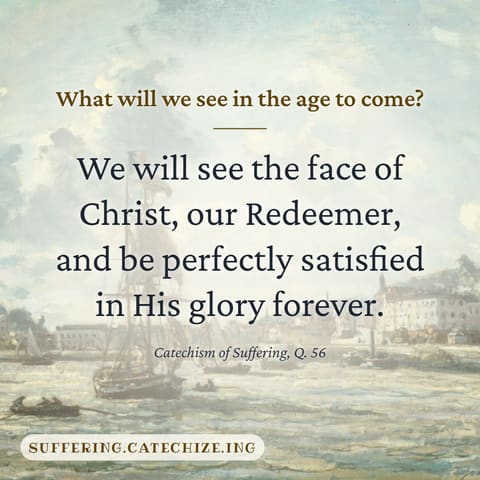 What will we see in the age to come?
We will see the face of
Christ, our Redeemer,
and be perfectly satisfied
in His glory forever.
Catechism of Suffering, Q. 56
SUFFERING.CATECHIZE.ING